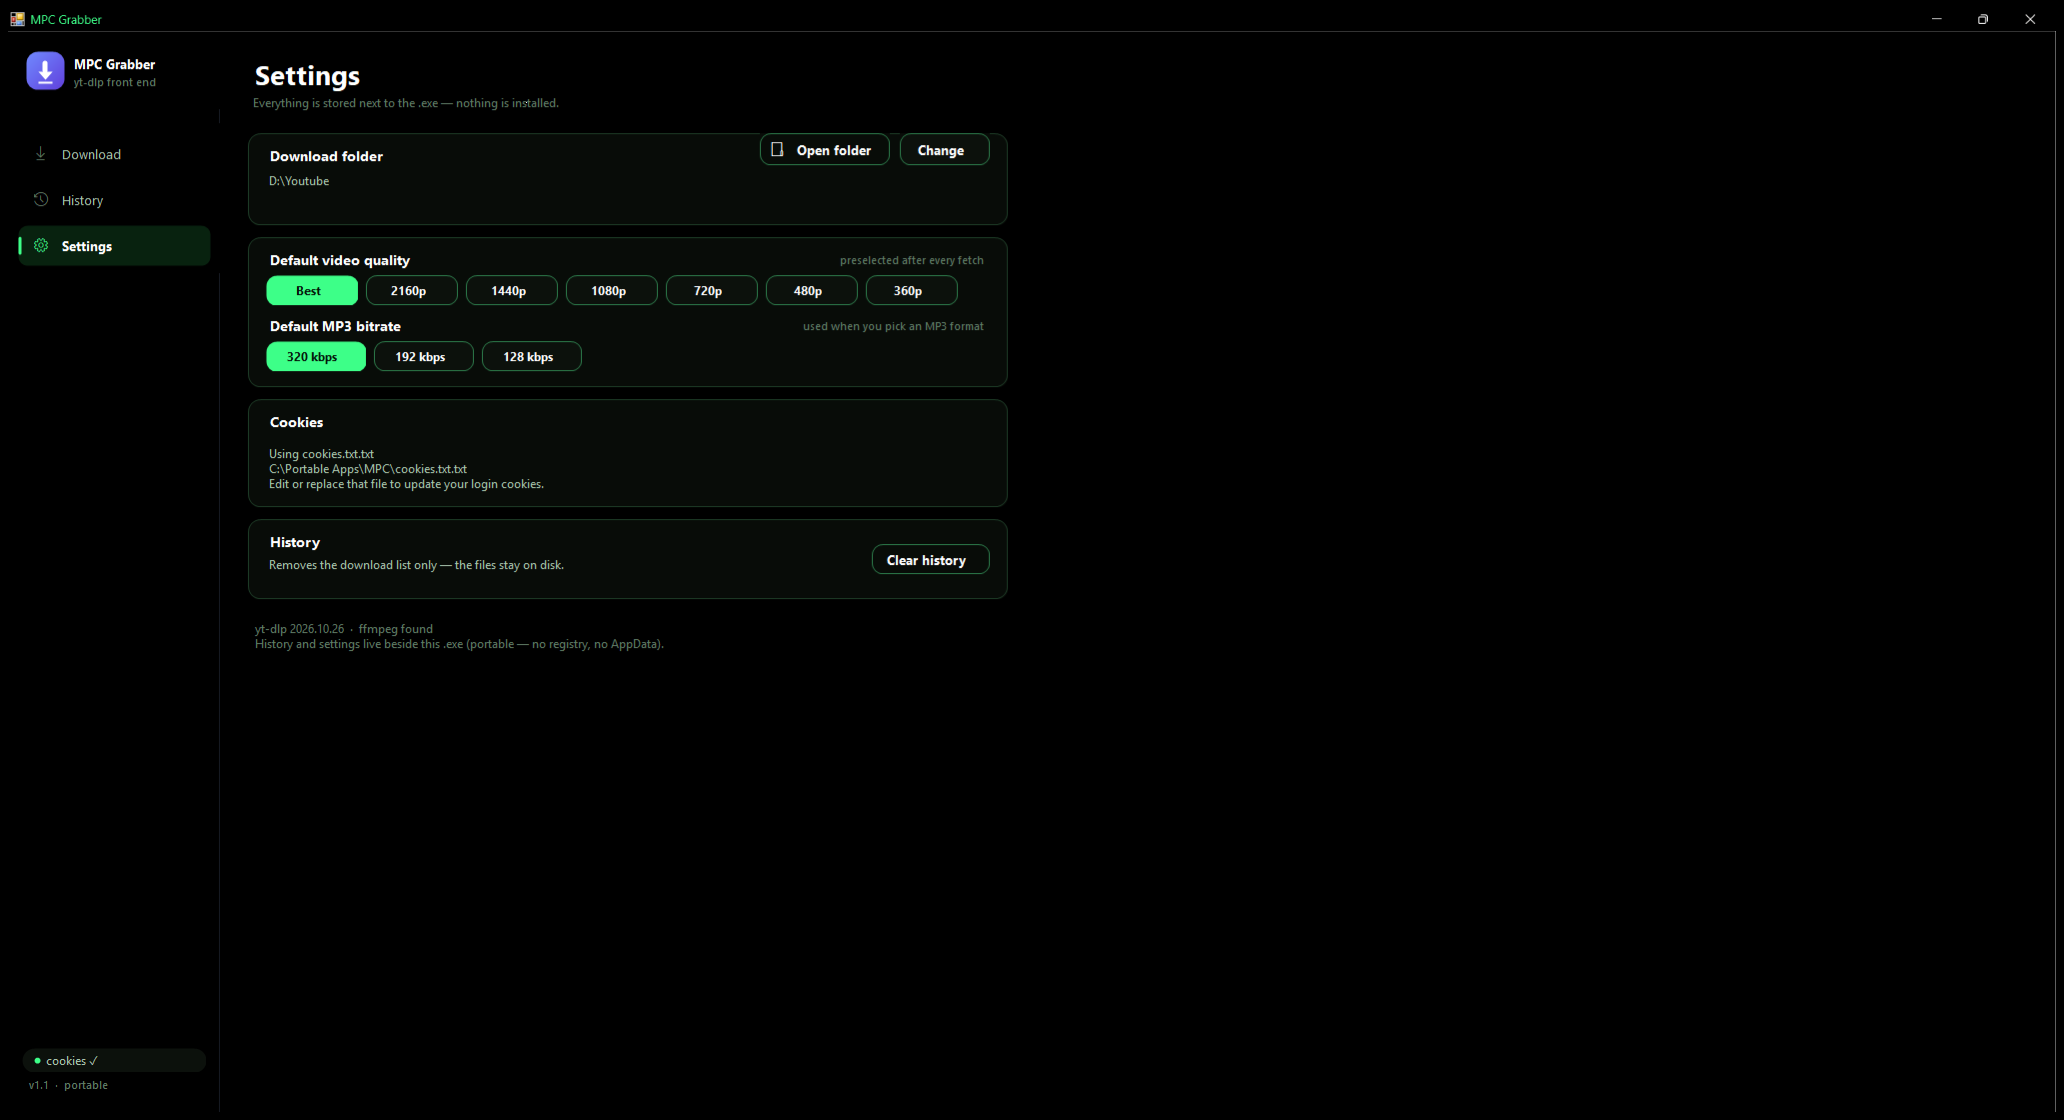 MPC Grabber
MPC Grabber
yt-dlp front end
Download
History
Settings
cookies ✓
v1.1 · portable
Settings
Everything is stored next to the .exe — nothing is installed.
Download folder
Open folder
Change
D:\Youtube
Default video quality
preselected after every fetch
Best
2160p
1440p
1080p
720p
480p
360p
Default MP3 bitrate
used when you pick an MP3 format
320 kbps
192 kbps
128 kbps
Cookies
Using cookies.txt.txt
C:\Portable Apps\MPC\cookies.txt.txt
Edit or replace that file to update your login cookies.
History
Removes the download list only — the files stay on disk.
Clear history
yt-dlp 2026.10.26 · ffmpeg found
History and settings live beside this .exe (portable — no registry, no AppData).